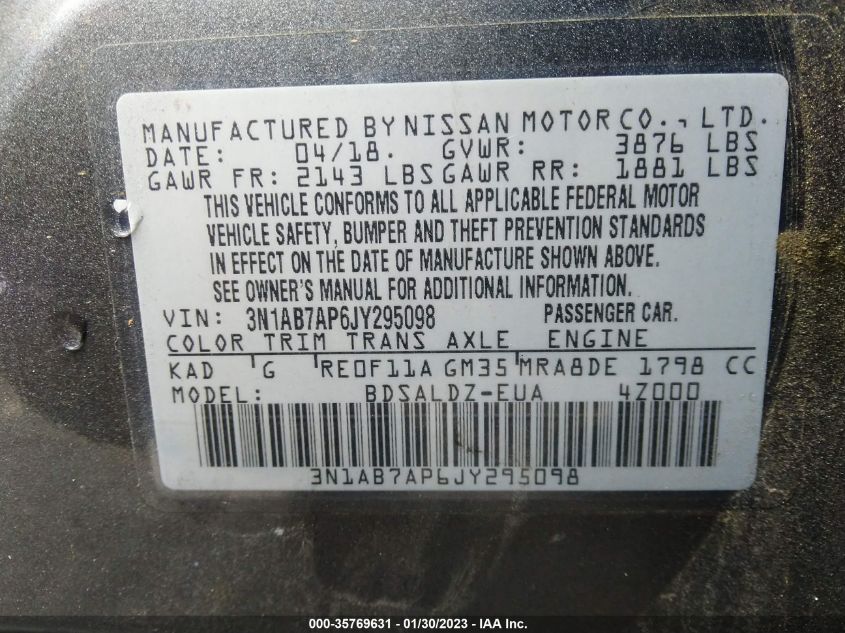 MANUFACTURED BY NISSAN MOTOR CO., LTD.
DATE: 04/18. GVWR: 3876 LBS
GAWR FR: 2143 LBS GAWR RR: 1881 LBS
THIS VEHICLE CONFORMS TO ALL APPLICABLE FEDERAL MOTOR
VEHICLE SAFETY, BUMPER AND THEFT PREVENTION STANDARDS
IN EFFECT ON THE DATE OF MANUFACTURE SHOWN ABOVE.
SEE OWNER'S MANUAL FOR ADDITIONAL INFORMATION.
VIN: 3N1AB7AP6JY295098 PASSENGER CAR.
COLOR TRIM TRANS AXLE ENGINE
KAD G RE0F11A GM35 MRA8DE 1798 CC
MODEL: BDSALDZ-EUA 4Z000
3N1AB7AP6JY295098
000-35769631 - 01/30/2023 - IAA Inc.